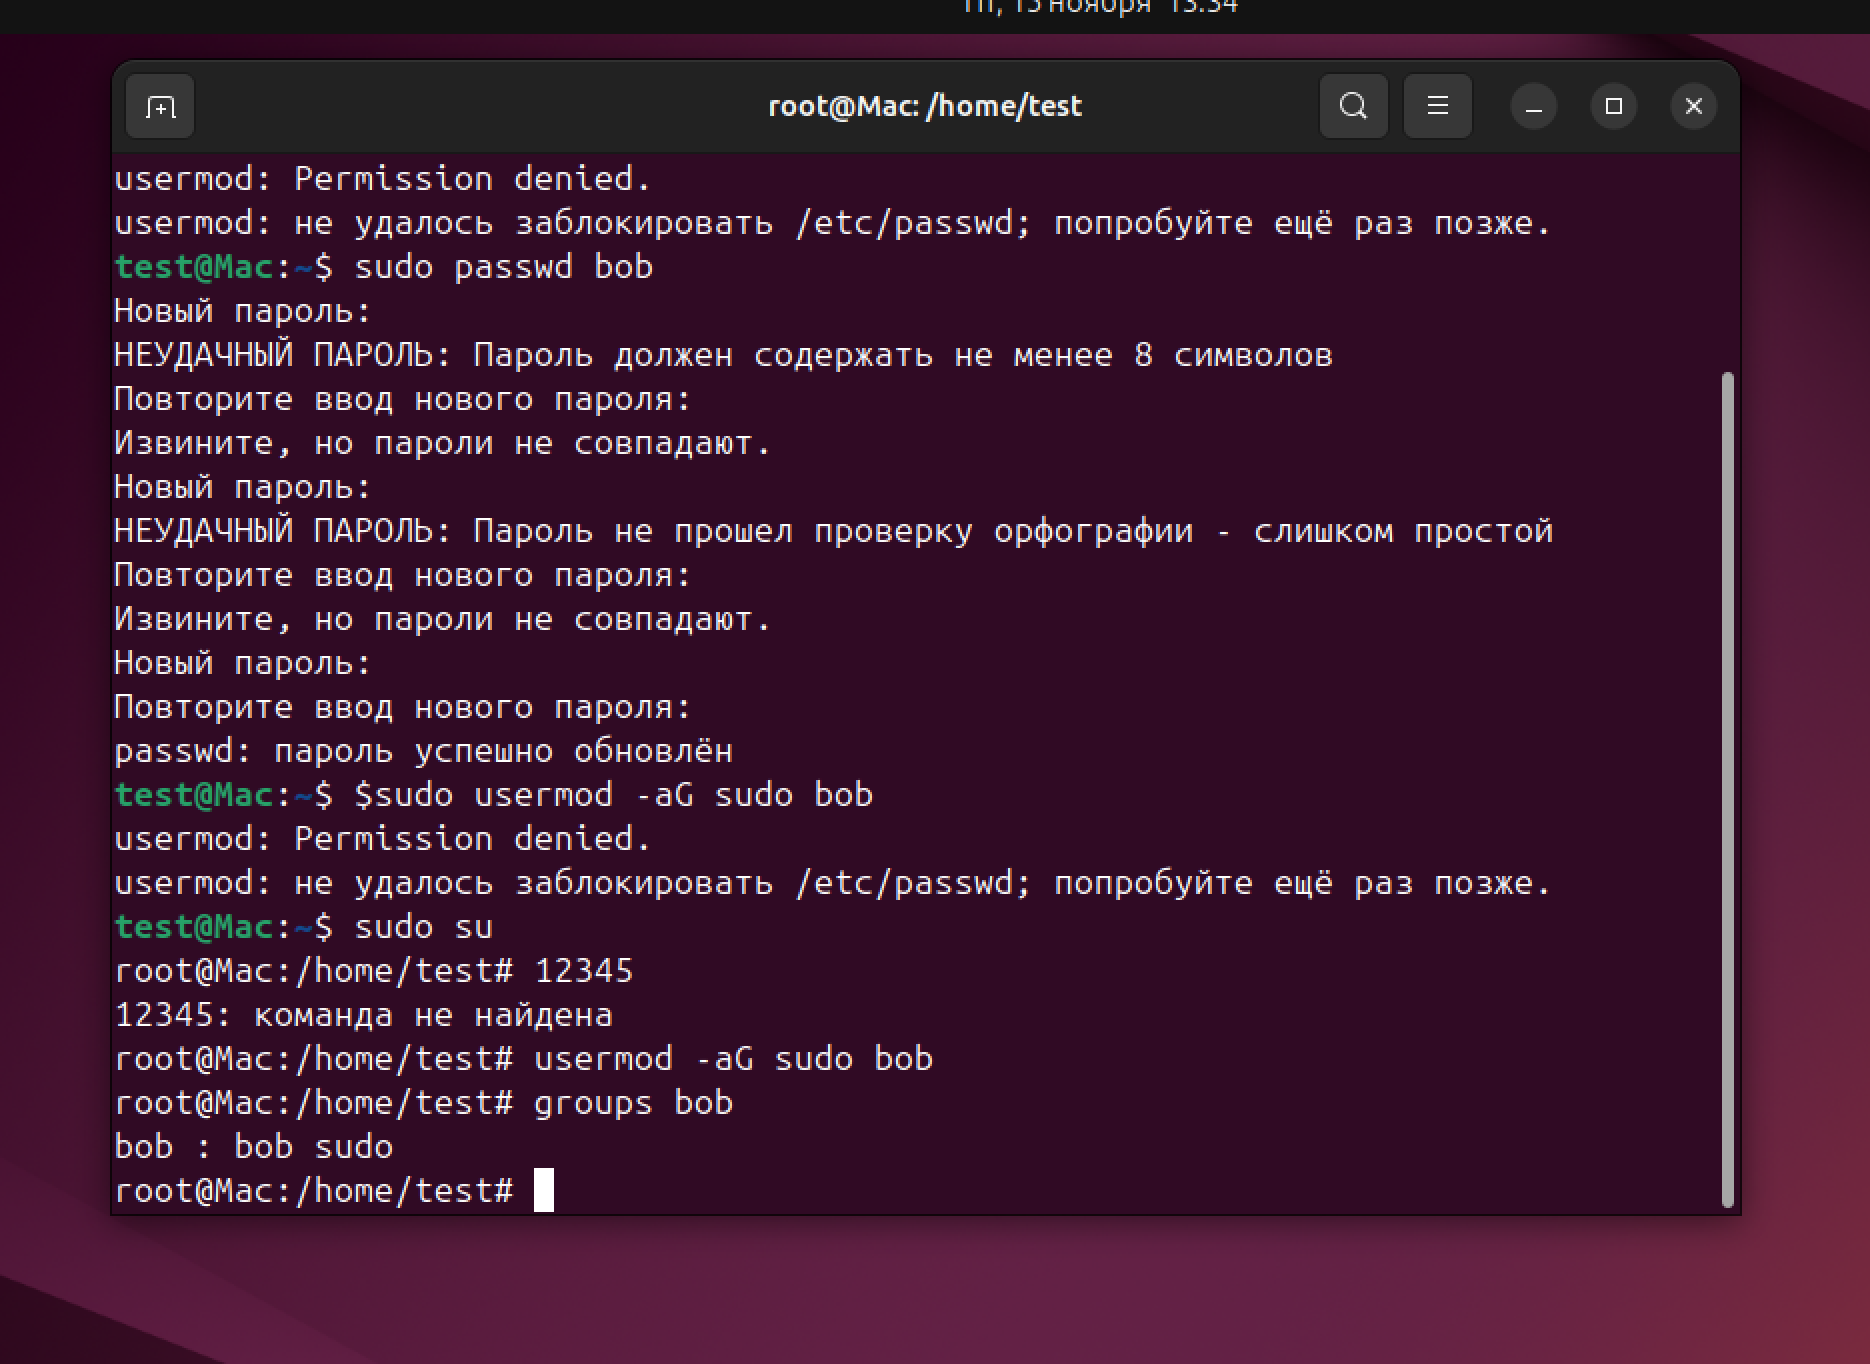 15 ноября 13:34
root@Mac: /home/test
usermod: Permission denied.
usermod: не удалось заблокировать /etc/passwd; попробуйте ещё раз позже.
test@Mac:~$ sudo passwd bob
Новый пароль:
НЕУДАЧНЫЙ ПАРОЛЬ: Пароль должен содержать не менее 8 символов
Повторите ввод нового пароля:
Извините, но пароли не совпадают.
Новый пароль:
НЕУДАЧНЫЙ ПАРОЛЬ: Пароль не прошел проверку орфографии - слишком простой
Повторите ввод нового пароля:
Извините, но пароли не совпадают.
Новый пароль:
Повторите ввод нового пароля:
passwd: пароль успешно обновлён
test@Mac:~$ $sudo usermod -aG sudo bob
usermod: Permission denied.
usermod: не удалось заблокировать /etc/passwd; попробуйте ещё раз позже.
test@Mac:~$ sudo su
root@Mac:/home/test# 12345
12345: команда не найдена
root@Mac:/home/test# usermod -aG sudo bob
root@Mac:/home/test# groups bob
bob : bob sudo
root@Mac:/home/test#